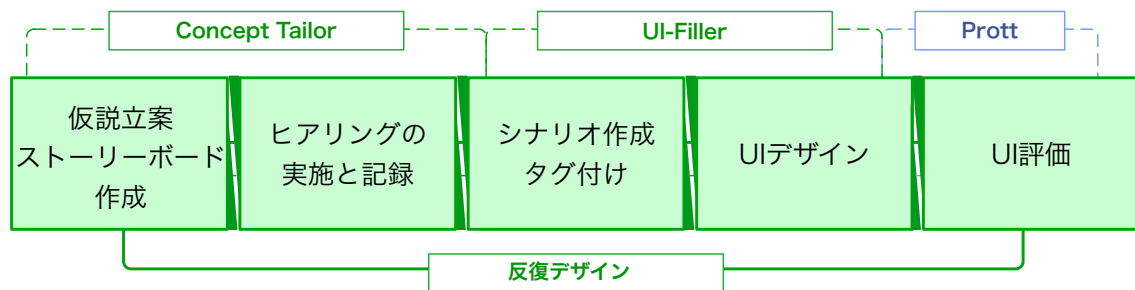 Concept Tailor
UI-Filler
Prott
仮説立案
ストーリーボード
作成
ヒアリングの
実施と記録
シナリオ作成
タグ付け
UIデザイン
UI評価
反復デザイン